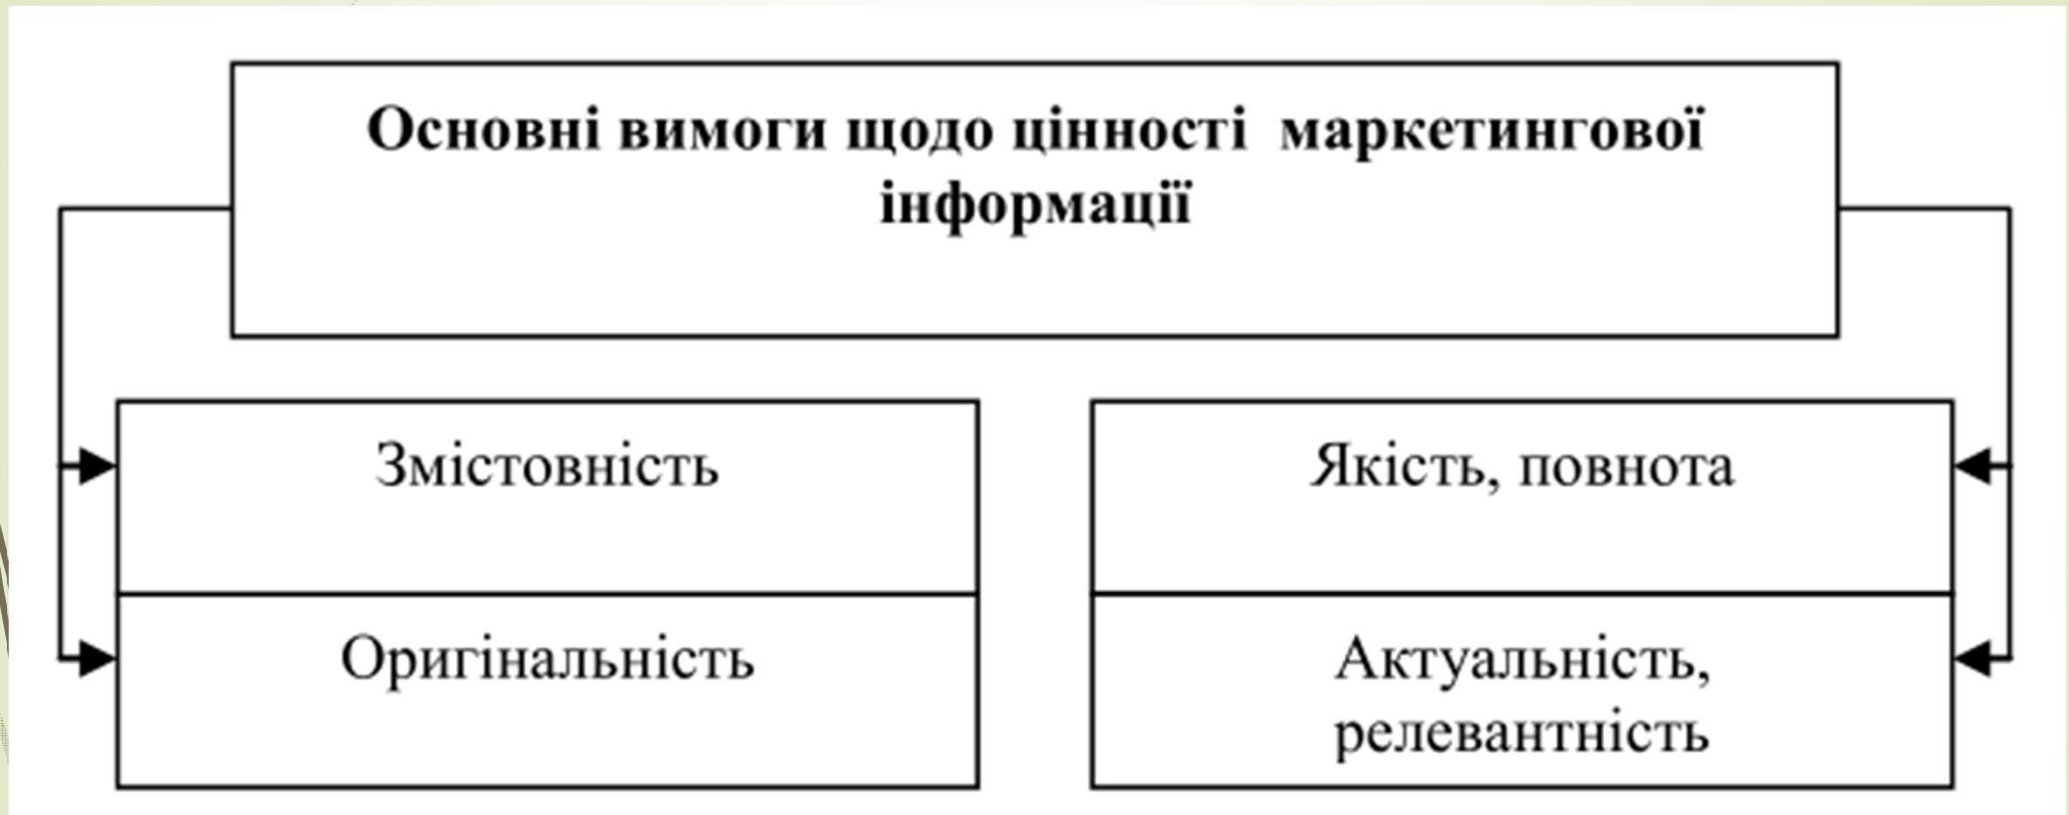 Основні вимоги щодо цінності маркетингової
інформації
Змістовність
Якість, повнота
Оригінальність
Актуальність,
релевантність